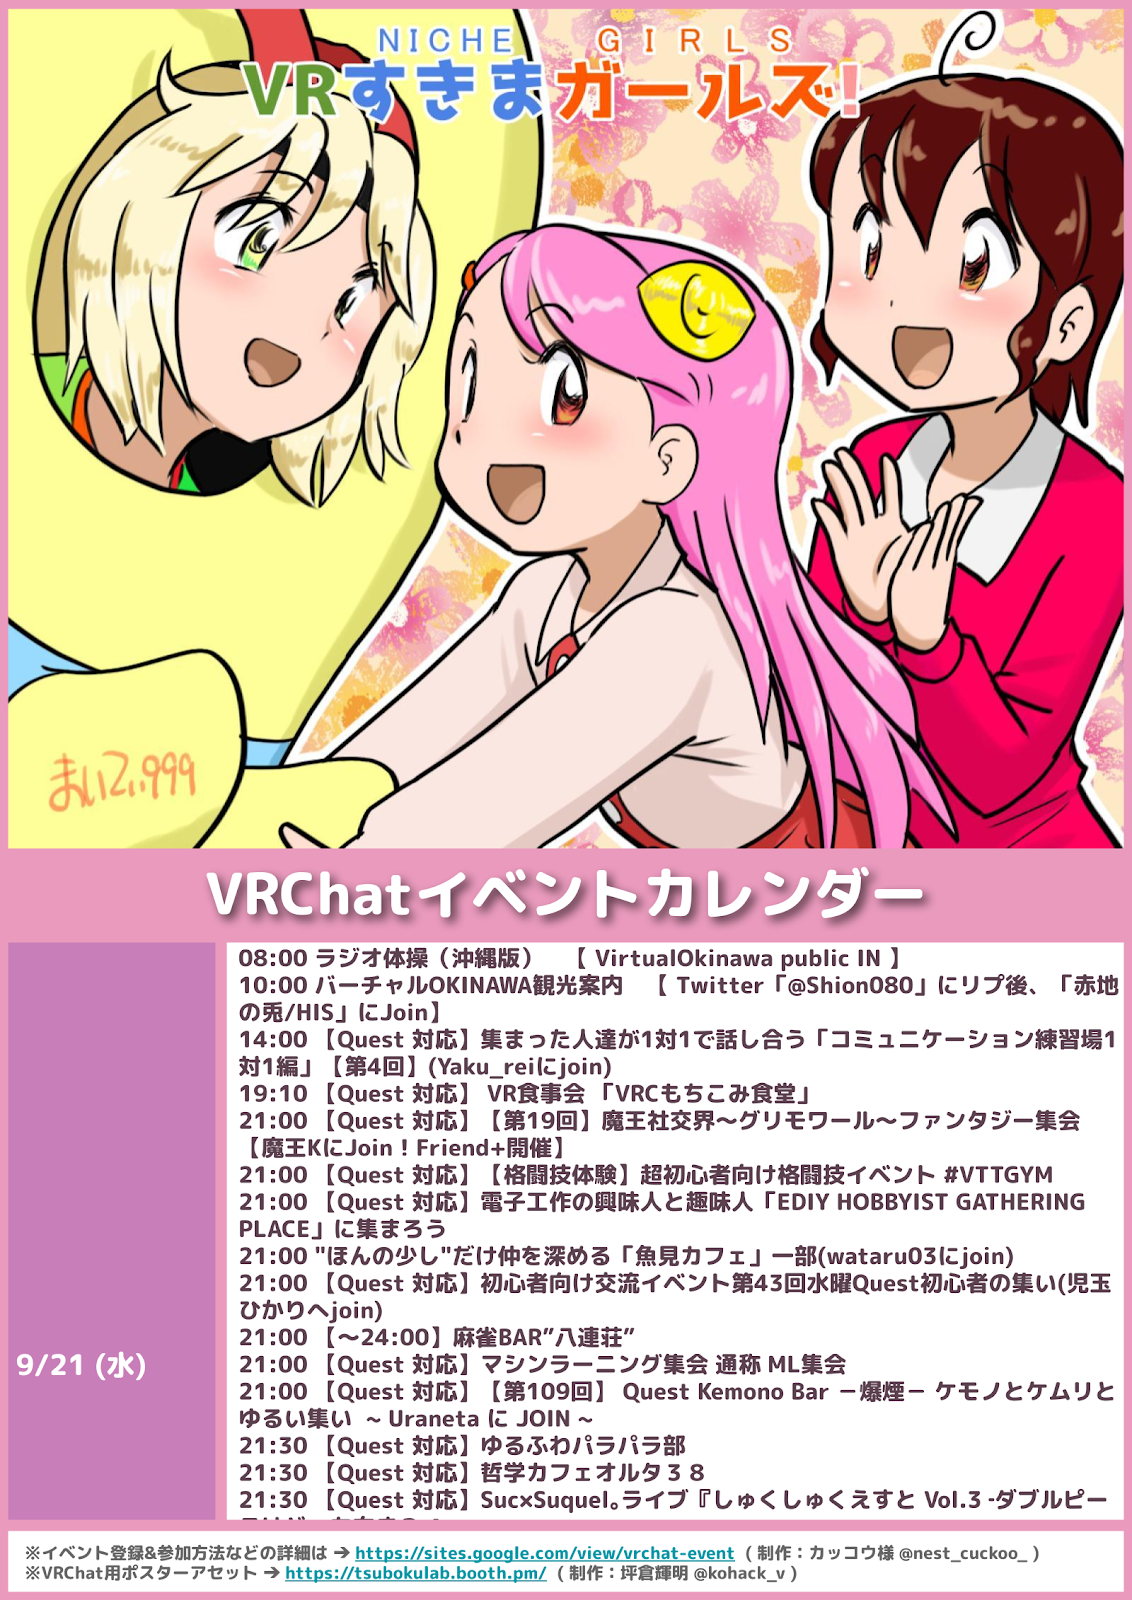 NICHE GIRLS
VRすきまガールズ!
まいてぃ999
VRChatイベントカレンダー
08:00 ラジオ体操（沖縄版）　【 VirtualOkinawa public IN 】
10:00 バーチャルOKINAWA観光案内　【 Twitter「@Shion080」にリプ後、「赤地
の兎/HIS」にJoin】
14:00 【Quest 対応】集まった人達が1対1で話し合う「コミュニケーション練習場1
対1編」【第4回】(Yaku_reiにjoin)
19:10 【Quest 対応】 VR食事会 「VRCもちこみ食堂」
21:00 【Quest 対応】【第19回】魔王社交界～グリモワール～ファンタジー集会
【魔王KにJoin！Friend+開催】
21:00 【Quest 対応】【格闘技体験】超初心者向け格闘技イベント #VTTGYM
21:00 【Quest 対応】電子工作の興味人と趣味人「EDIY HOBBYIST GATHERING
PLACE」に集まろう
21:00 "ほんの少し"だけ仲を深める「魚見カフェ」一部(wataru03にjoin)
21:00 【Quest 対応】初心者向け交流イベント第43回水曜Quest初心者の集い(児玉
ひかりへjoin)
21:00 【～24:00】麻雀BAR”八連荘”
9/21 (水)
21:00 【Quest 対応】マシンラーニング集会 通称 ML集会
21:00 【Quest 対応】【第109回】 Quest Kemono Bar －爆煙－ ケモノとケムリと
ゆるい集い ～ Uraneta に JOIN ～
21:30 【Quest 対応】ゆるふわパラパラ部
21:30 【Quest 対応】哲学カフェオルタ３８
21:30 【Quest 対応】Suc×Suquel｡ライブ『しゅくしゅくえすと Vol.3 -ダブルピー
※イベント登録&参加方法などの詳細は ➔ https://sites.google.com/view/vrchat-event ( 制作：カッコウ様 @nest_cuckoo_ )
※VRChat用ポスターアセット ➔ https://tsubokulab.booth.pm/ ( 制作：坪倉輝明 @kohack_v )